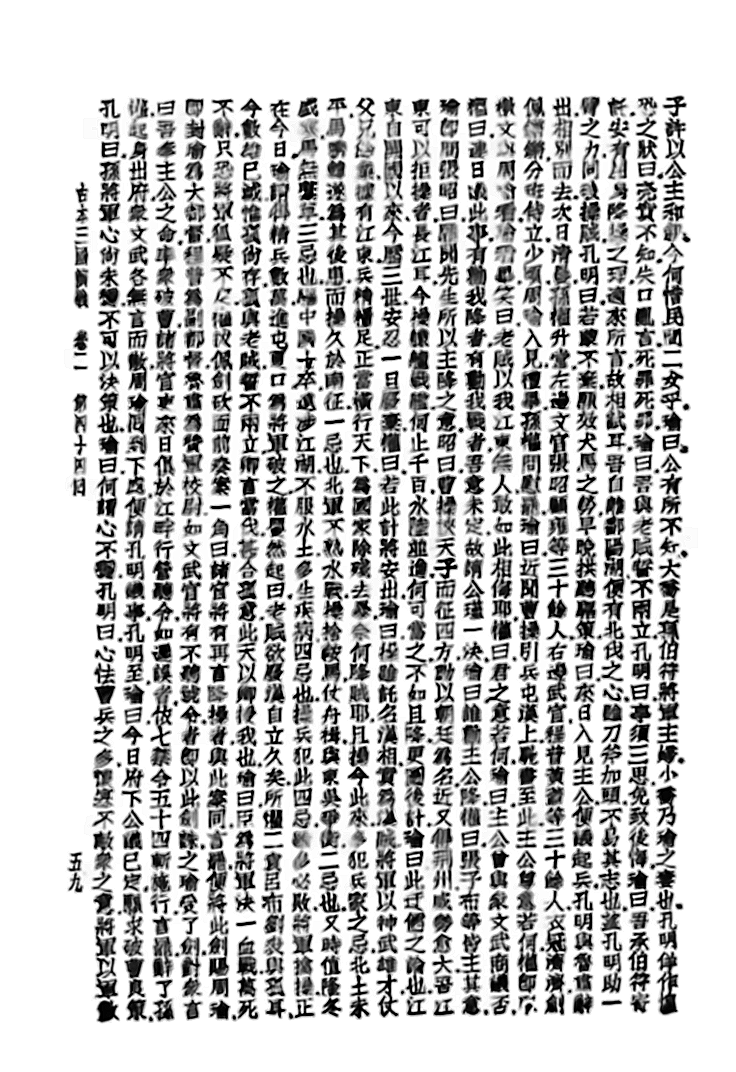 子許以公主和親今何惜民間二女乎瑜曰公有所不知大喬是孫伯符將軍主婦小喬乃瑜之妻也孔明佯作惶
恐之狀曰亮實不知失口亂言死罪死罪瑜曰吾與老賊誓不兩立孔明曰事須三思免致後悔瑜曰吾承伯符寄
託安有屈身降操之理適來所言故相試耳吾自離鄱陽湖便有北伐之心雖刀斧加頭不易其志也望孔明助一
臂之力同破操賊孔明曰若蒙不棄願效犬馬之勞早晚拱聽驅策瑜曰來日入見主公便議起兵孔明與魯肅辭
出相別而去次日清晨孫權升堂左邊文官張昭顧雍等三十餘人右邊武官程普黃蓋等三十餘人衣冠濟濟劍
佩鏘鏘分班侍立少頃周瑜入見禮畢孫權問慰罷瑜曰近聞曹操引兵屯漢上馳書至此主公尊意若何權即取
檄文與周瑜看瑜看畢笑曰老賊以我江東無人敢如此相侮耶權曰君之意若何瑜曰主公曾與衆文武商議否
權曰連日議此事有勸我降者有勸我戰者吾意未定故請公瑾一決瑜曰誰勸主公降權曰張子布等皆主其意
瑜即問張昭曰願聞先生所以主降之意昭曰曹操挾天子而征四方動以朝廷為名近又得荊州威勢愈大吾江
東可以拒操者長江耳今操艨艟戰艦何止千百水陸並進何可當之不如且降更圖後計瑜曰此迂儒之論也江
東自開國以來今歷三世安忍一日廢棄權曰若此計將安出瑜曰操雖託名漢相實為漢賊將軍以神武雄才仗
父兄餘業據有江東兵精糧足正當橫行天下為國家除殘去暴奈何降賊耶且操今此來多犯兵家之忌北土未
平馬騰韓遂為其後患而操久於南征一忌也北軍不熟水戰操捨鞍馬仗舟楫與東吳爭衡二忌也又時值隆冬
盛寒馬無藁草三忌也驅中國士卒遠涉江湖不服水土多生疾病四忌也操兵犯此四忌雖多必敗將軍擒操正
在今日瑜請得精兵數萬進屯夏口為將軍破之權矍然起曰老賊欲廢漢自立久矣所懼二袁呂布劉表與孤耳
今數雄已滅惟孤尚存孤與老賊誓不兩立卿言當伐甚合孤意此天以卿授我也瑜曰臣為將軍決一血戰萬死
不辭只恐將軍狐疑不定權拔佩劍砍面前奏案一角曰諸官將有再言降操者與此案同言罷便將此劍賜周瑜
即封瑜為大都督程普為副都督魯肅為贊軍校尉如文武官將有不聽號令者即以此劍誅之瑜受了劍對衆言
曰吾奉主公之命率衆破曹諸將官吏來日俱於江畔行營聽令如遲誤者依七禁令五十四斬施行言罷辭了孫
權起身出府衆文武各無言而散周瑜回到下處便請孔明議事孔明至瑜曰今日府下公議已定願求破曹良策
孔明曰孫將軍心尚未穩不可以決策也瑜曰何謂心不穩孔明曰心怯曹兵之多懷寡不敵衆之意將軍以軍數
古本三國演義 卷二 第四十四回 五九